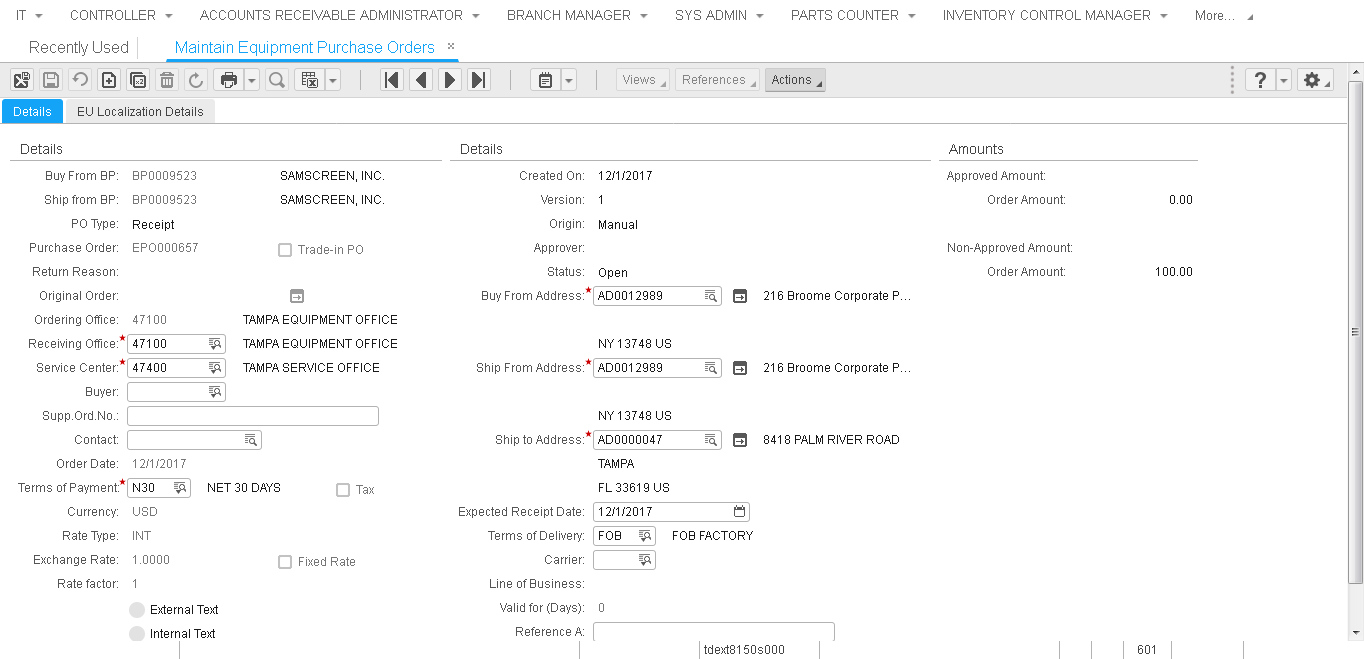 IT CONTROLLER ACCOUNTS RECEIVABLE ADMINISTRATOR BRANCH MANAGER SYS ADMIN PARTS COUNTER INVENTORY CONTROL MANAGER More...
Recently Used Maintain Equipment Purchase Orders ×
Views References Actions ?
Details EU Localization Details
Details Details Amounts
Buy From BP: BP0009523 SAMSCREEN, INC. Created On: 12/1/2017 Approved Amount:
Ship from BP: BP0009523 SAMSCREEN, INC. Version: 1 Order Amount: 0.00
PO Type: Receipt Origin: Manual
Purchase Order: EPO000657 Trade-in PO Approver: Non-Approved Amount:
Return Reason: Status: Open Order Amount: 100.00
Original Order: Buy From Address:* AD0012989 216 Broome Corporate P...
Ordering Office: 47100 TAMPA EQUIPMENT OFFICE
Receiving Office:* 47100 TAMPA EQUIPMENT OFFICE NY 13748 US
Service Center:* 47400 TAMPA SERVICE OFFICE Ship From Address:* AD0012989 216 Broome Corporate P...
Buyer:
Supp.Ord.No.: NY 13748 US
Contact: Ship to Address:* AD0000047 8418 PALM RIVER ROAD
Order Date: 12/1/2017 TAMPA
Terms of Payment:* N30 NET 30 DAYS Tax FL 33619 US
Currency: USD Expected Receipt Date: 12/1/2017
Rate Type: INT Terms of Delivery: FOB FOB FACTORY
Exchange Rate: 1.0000 Fixed Rate Carrier:
Rate factor: 1 Line of Business:
External Text Valid for (Days): 0
Internal Text Reference A:
tdext8150s000 601